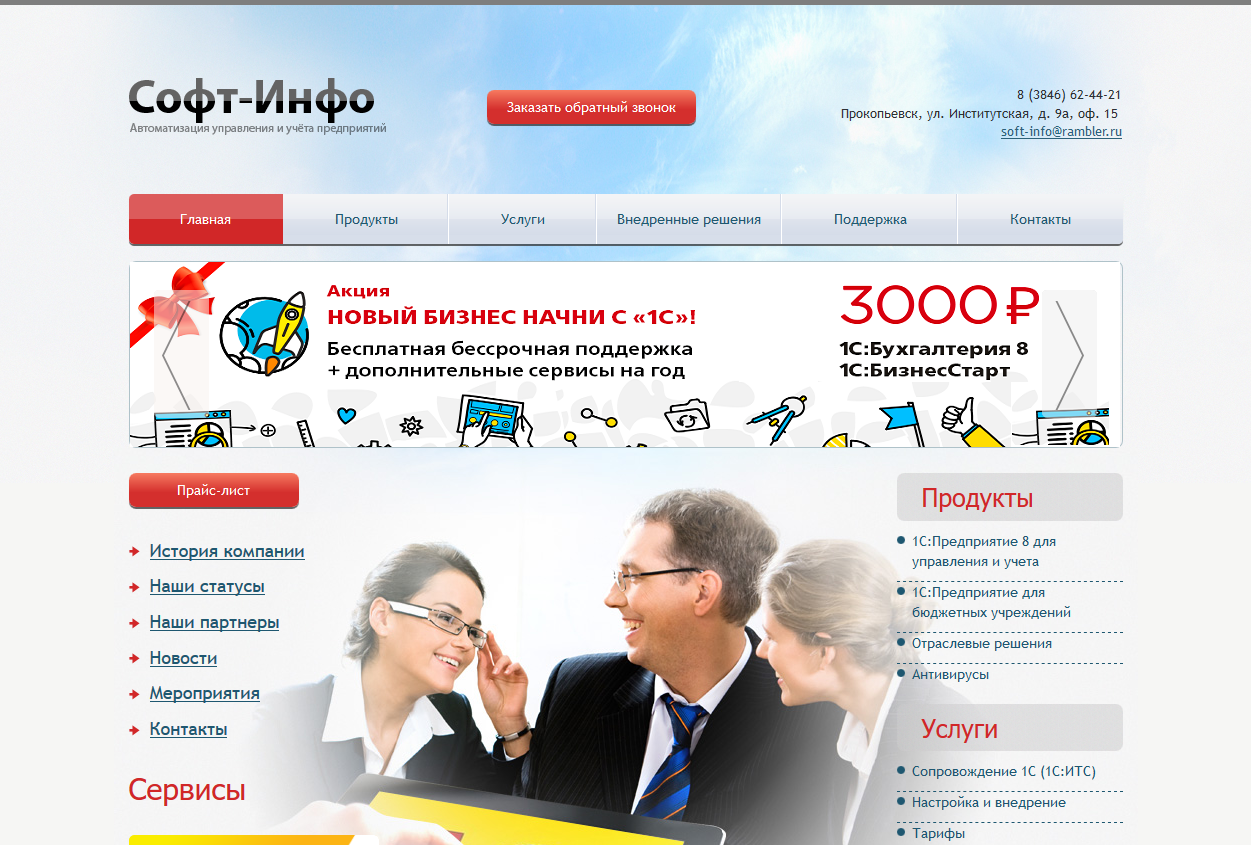 Софт-Инфо
Автоматизация управления и учёта предприятий
Заказать обратный звонок
8 (3846) 62-44-21
Прокопьевск, ул. Институтская, д. 9а, оф. 15
soft-info@rambler.ru
Главная
Продукты
Услуги
Внедренные решения
Поддержка
Контакты
Акция
НОВЫЙ БИЗНЕС НАЧНИ С «1С»!
Бесплатная бессрочная поддержка
+ дополнительные сервисы на год
3000 ₽
1С:Бухгалтерия 8
1С:БизнесСтарт
Прайс-лист
История компании
Наши статусы
Наши партнеры
Новости
Мероприятия
Контакты
Сервисы
Продукты
1С:Предприятие 8 для
управления и учета
1С:Предприятие для
бюджетных учреждений
Отраслевые решения
Антивирусы
Услуги
Сопровождение 1С (1С:ИТС)
Настройка и внедрение
Тарифы